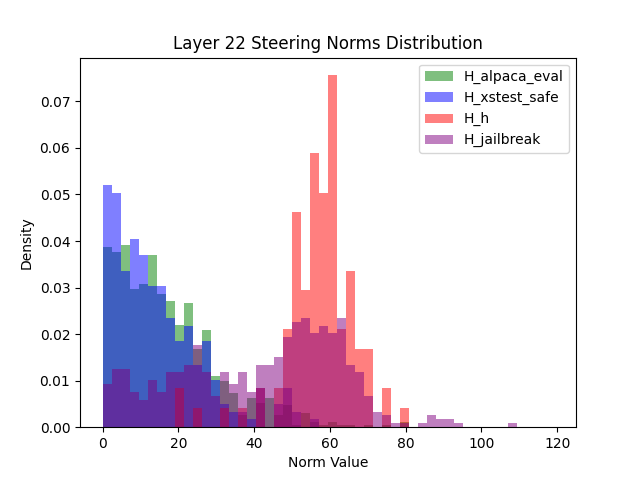 Layer 22 Steering Norms Distribution
H_alpaca_eval
H_xstest_safe
H_h
H_jailbreak
0.07
0.06
0.05
0.04
0.03
0.02
0.01
0.00
Density
0 20 40 60 80 100 120
Norm Value